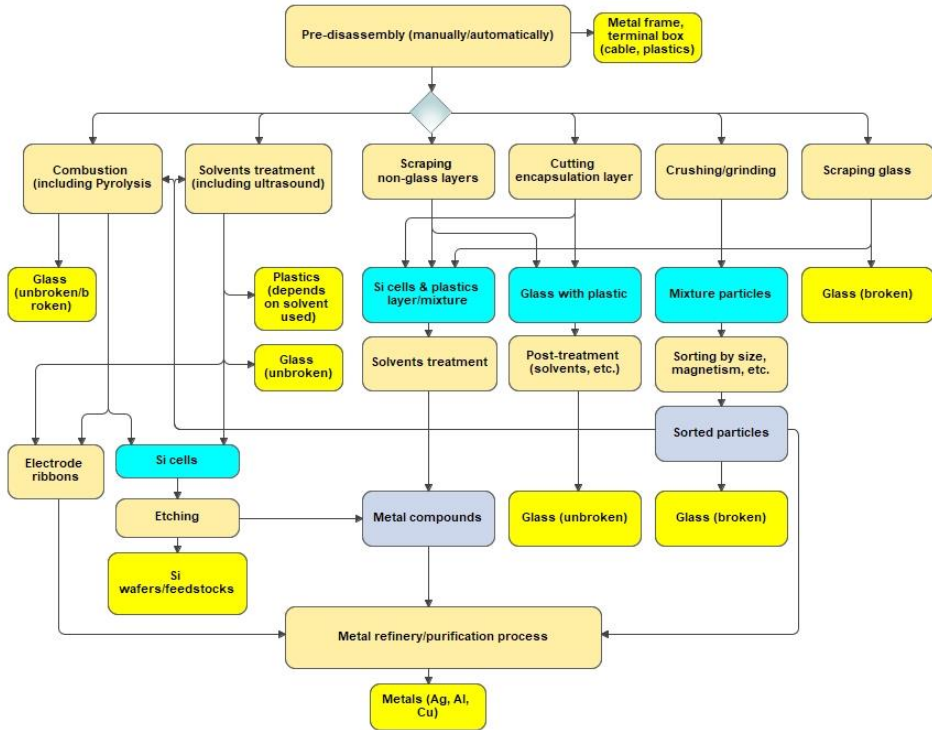 Pre-disassembly (manually/automatically)
Metal frame,
terminal box
(cable, plastics)
Combustion
(including Pyrolysis
Solvents treatment
(including ultrasound)
Scraping
non-glass layers
Cutting
encapsulation layer
Crushing/grinding
Scraping glass
Glass
(unbroken/b
roken)
Plastics
(depends
on solvent
used)
Si cells & plastics
layer/mixture
Glass with plastic
Mixture particles
Glass (broken)
Glass
(unbroken)
Solvents treatment
Post-treatment
(solvents, etc.)
Sorting by size,
magnetism, etc.
Sorted particles
Electrode
ribbons
Si cells
Etching
Metal compounds
Glass (unbroken)
Glass (broken)
Si
wafers/feedstocks
Metal refinery/purification process
Metals (Ag, Al,
Cu)